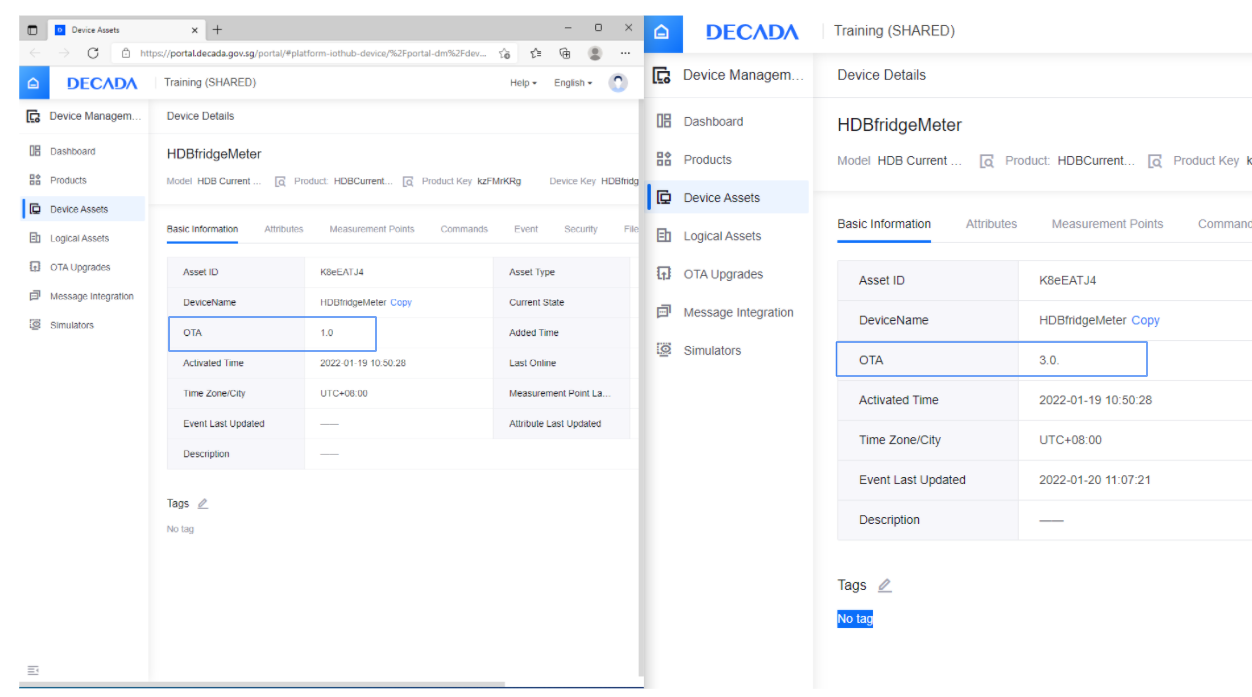 Device Assets
https://portal.decada.gov.sg/portal/#platform-iothub-device/%2Fportal-dm%2Fdev...
DECADA
Training (SHARED)
Help
English
Device Managem...
Device Details
Dashboard
Products
Device Assets
Logical Assets
OTA Upgrades
Message Integration
Simulators
HDBfridgeMeter
Model HDB Current ... Product: HDBCurrent... Product Key kzFMrKRg Device Key HDBfridg
Basic Information Attributes Measurement Points Commands Event Security File
Asset ID K8eEATJ4 Asset Type
DeviceName HDBfridgeMeter Copy Current State
OTA 1.0 Added Time
Activated Time 2022-01-19 10:50:28 Last Online
Time Zone/City UTC+08:00 Measurement Point La...
Event Last Updated —— Attribute Last Updated
Description ——
Tags
No tag
DECADA
Training (SHARED)
Device Managem...
Device Details
Dashboard
Products
Device Assets
Logical Assets
OTA Upgrades
Message Integration
Simulators
HDBfridgeMeter
Model HDB Current ... Product: HDBCurrent... Product Key k
Basic Information Attributes Measurement Points Command
Asset ID K8eEATJ4
DeviceName HDBfridgeMeter Copy
OTA 3.0.
Activated Time 2022-01-19 10:50:28
Time Zone/City UTC+08:00
Event Last Updated 2022-01-20 11:07:21
Description ——
Tags
No tag